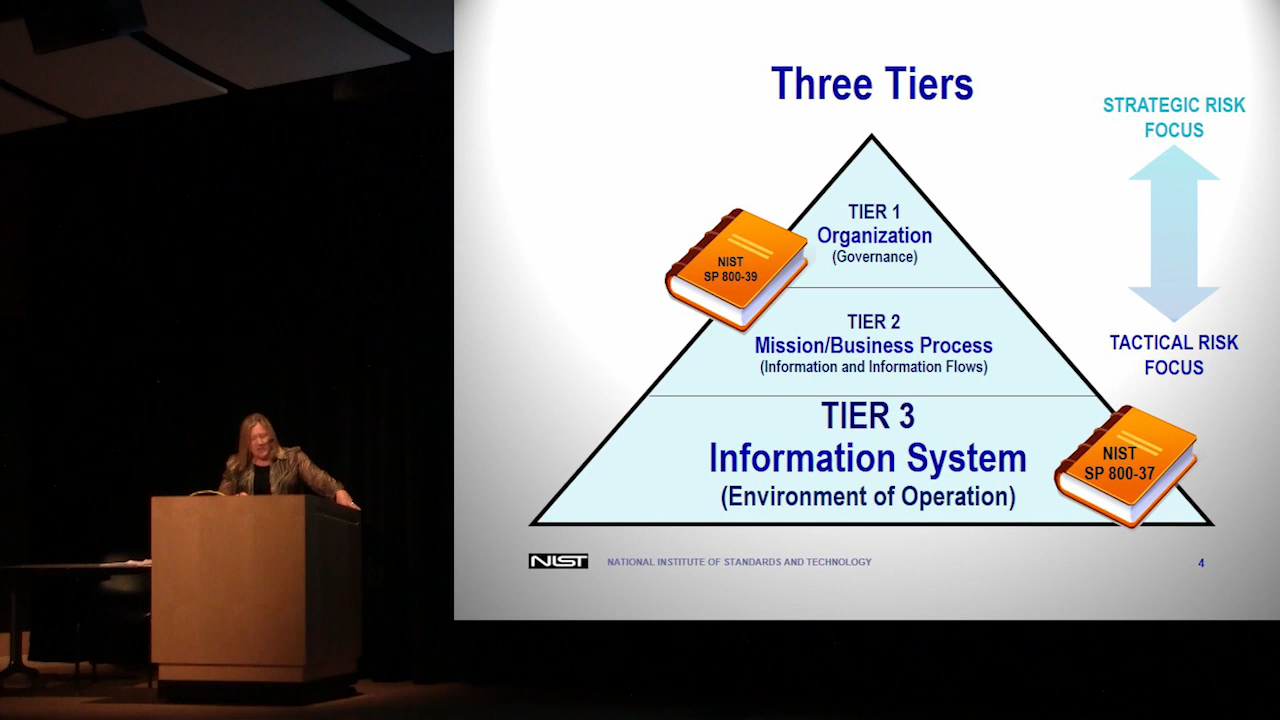 Three Tiers
STRATEGIC RISK
FOCUS
TIER 1
Organization
(Governance)
NIST
SP 800-39
TIER 2
Mission/Business Process
(Information and Information Flows)
TACTICAL RISK
FOCUS
TIER 3
Information System
(Environment of Operation)
NIST
SP 800-37
NIST NATIONAL INSTITUTE OF STANDARDS AND TECHNOLOGY 4